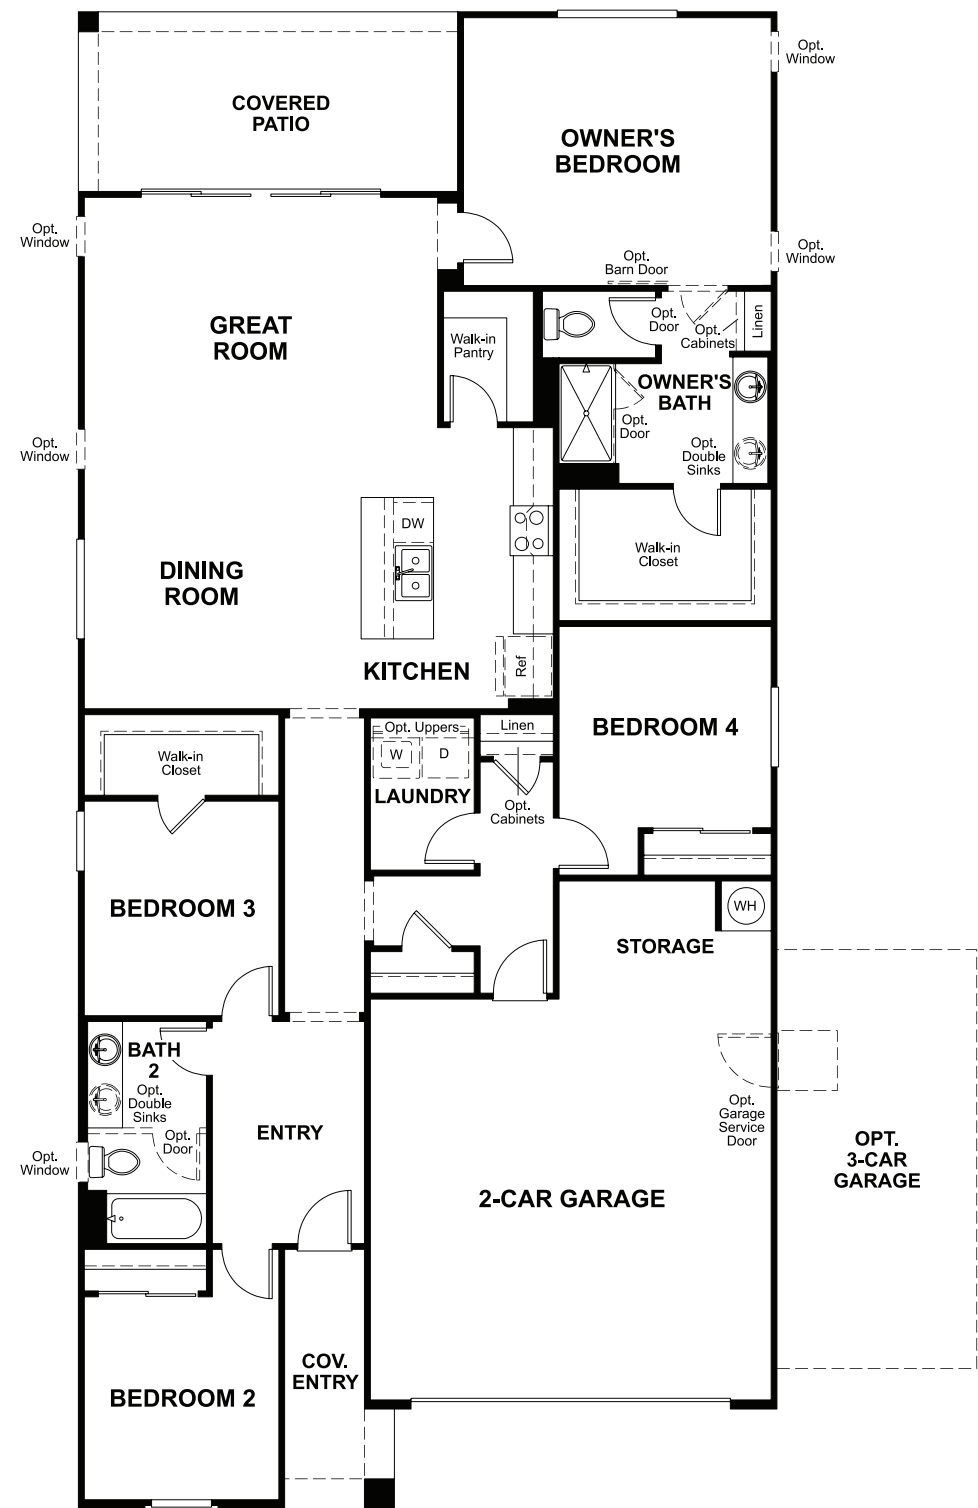 Opt.
Window
COVERED
PATIO
OWNER'S
BEDROOM
Opt.
Window
Opt.
Window
Opt.
Barn Door
GREAT
ROOM
Walk-in
Pantry
Opt.
Door
Opt.
Cabinets
Linen
OWNER'S
BATH
Opt.
Door
Opt.
Double
Sinks
Opt.
Window
DW
Walk-in
Closet
DINING
ROOM
KITCHEN
Ref
BEDROOM 4
Opt. Uppers
Linen
W
D
Walk-in
Closet
LAUNDRY
Opt.
Cabinets
BEDROOM 3
WH
STORAGE
BATH
2
Opt.
Double
Sinks
Opt.
Door
ENTRY
Opt.
Window
Opt.
Garage
Service
Door
OPT.
3-CAR
GARAGE
2-CAR GARAGE
COV.
ENTRY
BEDROOM 2